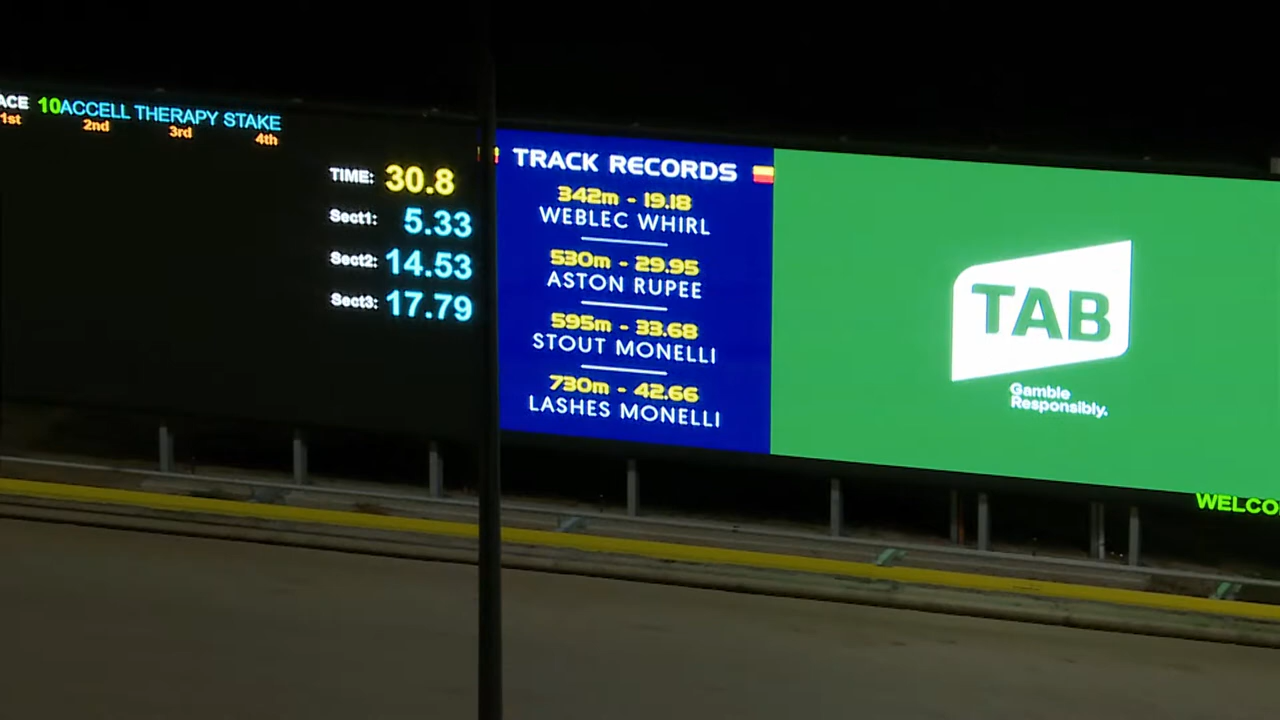 ACE 10 ACCELL THERAPY STAKE
1st 2nd 3rd 4th
TIME: 30.8
Sect1: 5.33
Sect2: 14.53
Sect3: 17.79
TRACK RECORDS
342m - 19.18
WEBLEC WHIRL
530m - 29.95
ASTON RUPEE
595m - 33.68
STOUT MONELLI
730m - 42.66
LASHES MONELLI
TAB
Gamble
Responsibly.
WELCO